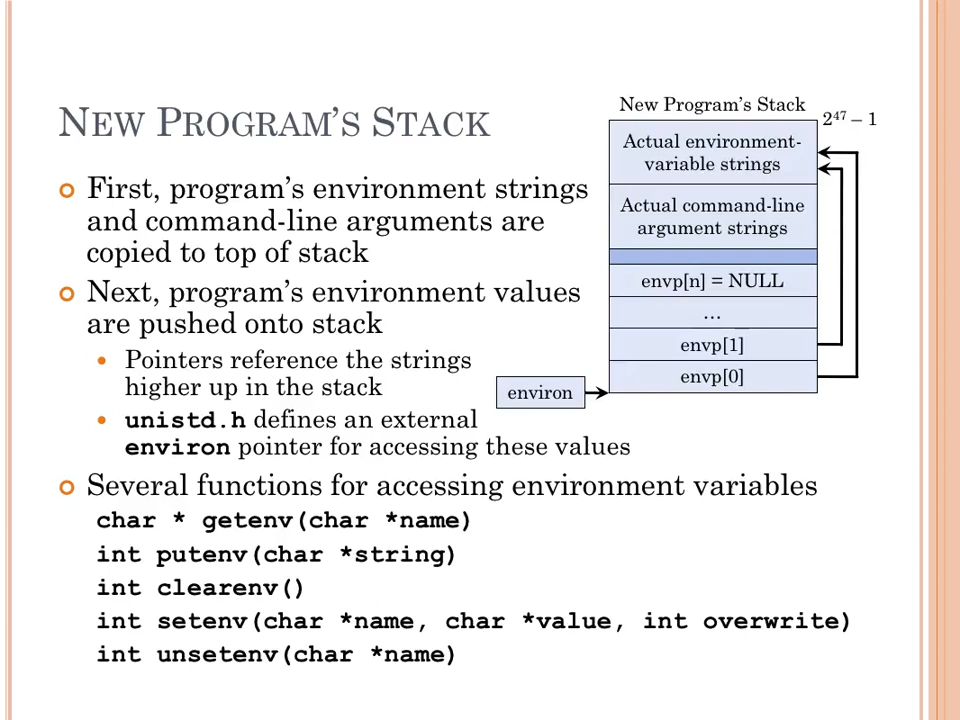 NEW PROGRAM'S STACK
First, program's environment strings
and command-line arguments are
copied to top of stack
Next, program's environment values
are pushed onto stack
Pointers reference the strings
higher up in the stack
unistd.h defines an external
environ pointer for accessing these values
Several functions for accessing environment variables
char * getenv(char *name)
int putenv(char *string)
int clearenv()
int setenv(char *name, char *value, int overwrite)
int unsetenv(char *name)
New Program's Stack
2⁴⁷ – 1
Actual environment-
variable strings
Actual command-line
argument strings
envp[n] = NULL
…
envp[1]
envp[0]
environ